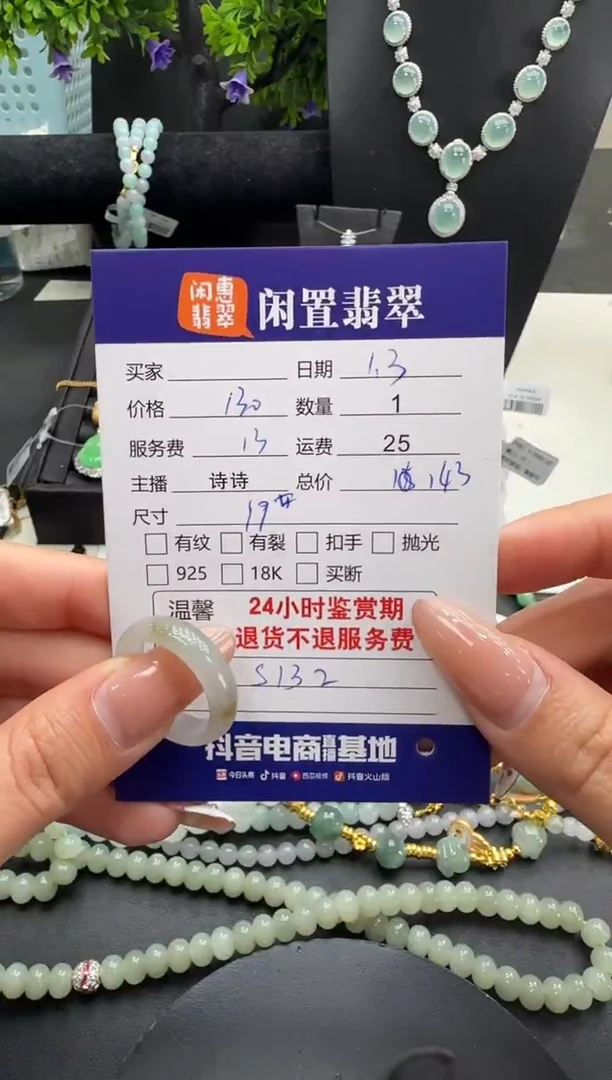 闲惠
翡翠
闲置翡翠
买家 日期 1.3
价格 130 数量 1
服务费 13 运费 25
主播 诗诗 总价 143
尺寸 19#
有纹 有裂 扣手 抛光
925 18K 买断
温馨 24小时鉴赏期
退货不退服务费
S132
抖音电商直播基地
今日头条 抖音 西瓜视频 抖音火山版